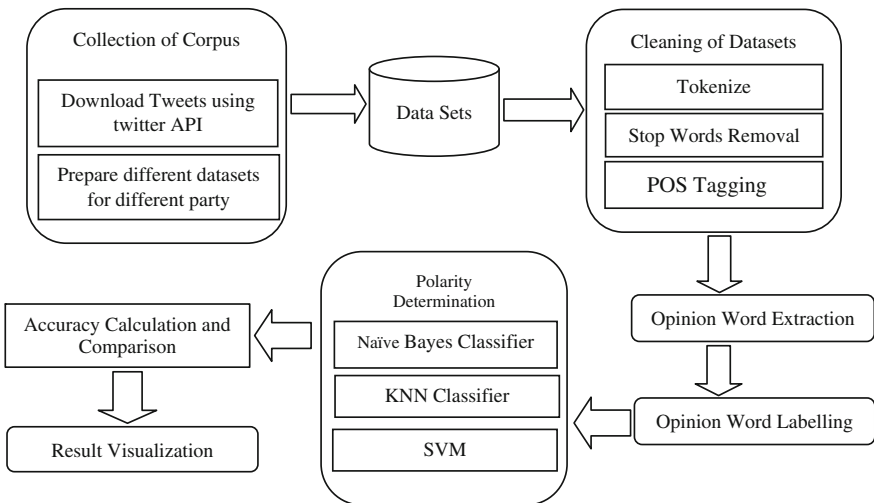 Collection of Corpus
Download Tweets using
twitter API
Prepare different datasets
for different party
Data Sets
Cleaning of Datasets
Tokenize
Stop Words Removal
POS Tagging
Opinion Word Extraction
Opinion Word Labelling
Polarity
Determination
Naïve Bayes Classifier
KNN Classifier
SVM
Accuracy Calculation and
Comparison
Result Visualization